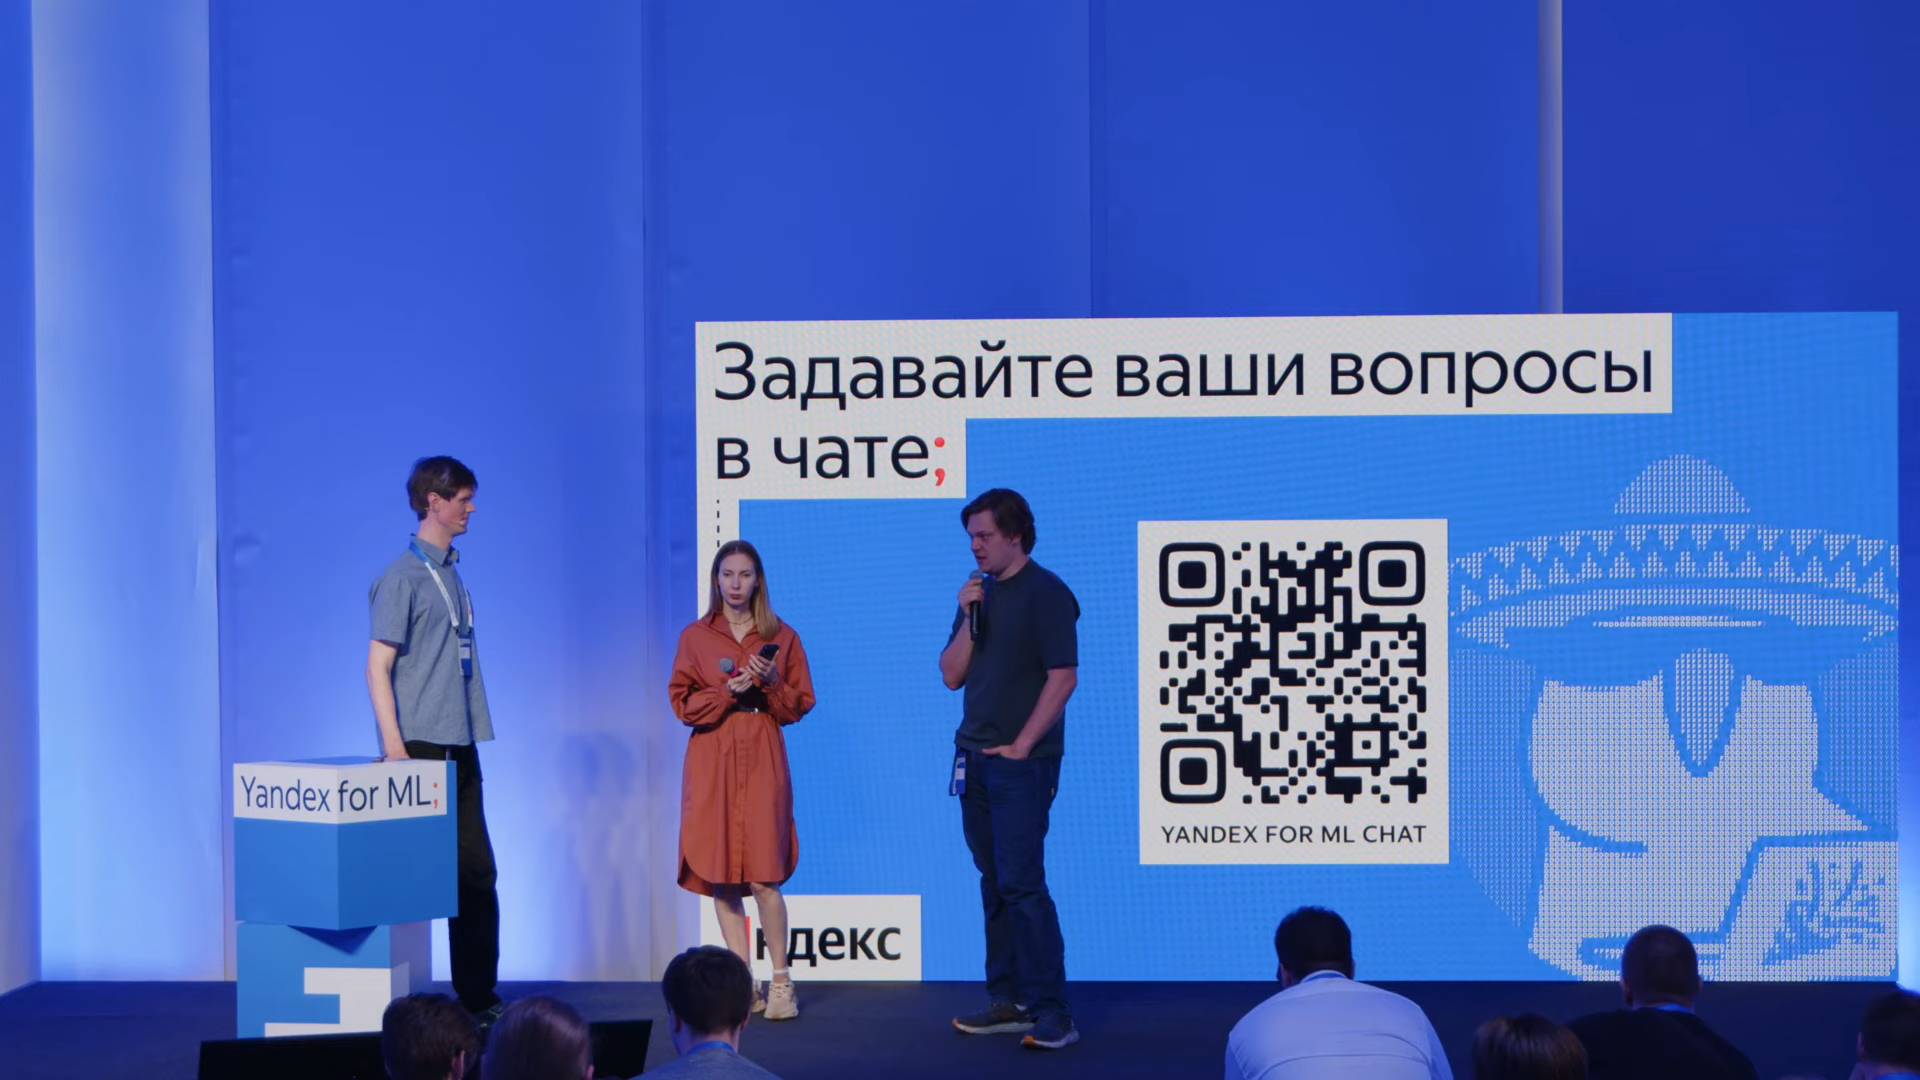 Задавайте ваши вопросы
в чате;
YANDEX FOR ML CHAT
Yandex for ML;
ндекс